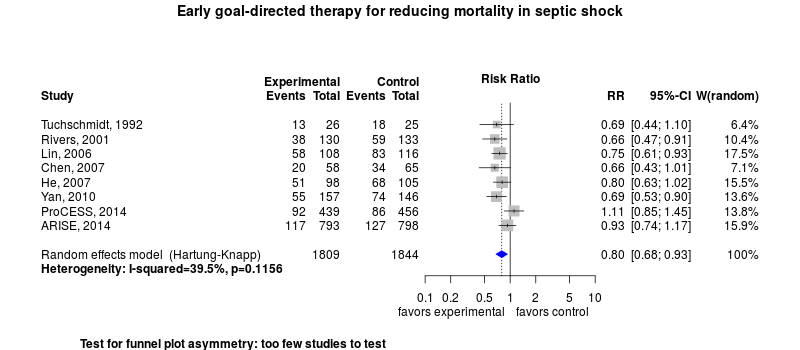 Early goal-directed therapy for reducing mortality in septic shock
Experimental Control Risk Ratio
Study Events Total Events Total RR 95%-CI W(random)
Tuchschmidt, 1992 13 26 18 25 0.69 [0.44; 1.10] 6.4%
Rivers, 2001 38 130 59 133 0.66 [0.47; 0.91] 10.4%
Lin, 2006 58 108 83 116 0.75 [0.61; 0.93] 17.5%
Chen, 2007 20 58 34 65 0.66 [0.43; 1.01] 7.1%
He, 2007 51 98 68 105 0.80 [0.63; 1.02] 15.5%
Yan, 2010 55 157 74 146 0.69 [0.53; 0.90] 13.6%
ProCESS, 2014 92 439 86 456 1.11 [0.85; 1.45] 13.8%
ARISE, 2014 117 793 127 798 0.93 [0.74; 1.17] 15.9%
Random effects model (Hartung-Knapp) 1809 1844 0.80 [0.68; 0.93] 100%
Heterogeneity: I-squared=39.5%, p=0.1156
0.1 0.2 0.5 1 2 5 10
favors experimental favors control
Test for funnel plot asymmetry: too few studies to test